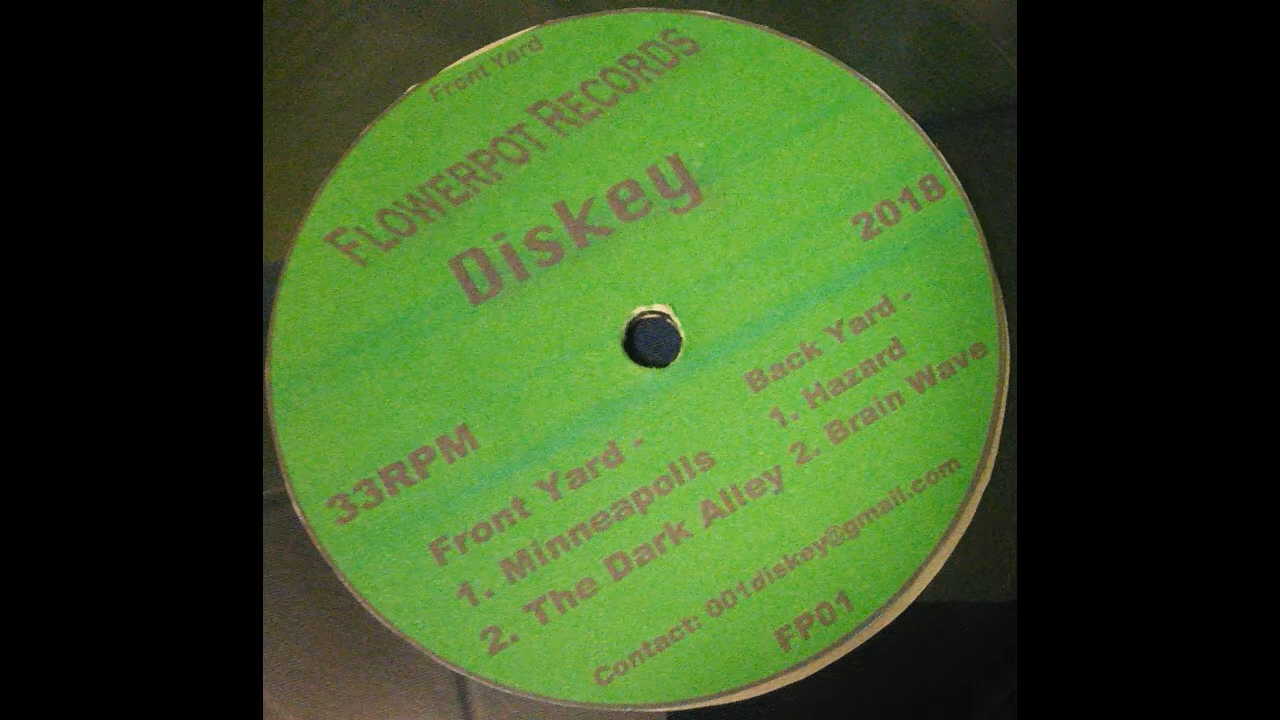 Front Yard
FLOWERPOT RECORDS
Diskey
2018
33RPM
Front Yard -
1. Minneapolis
2. The Dark Alley
Back Yard -
1. Hazard
2. Brain Wave
Contact: 001diskey@gmail.com
FP01